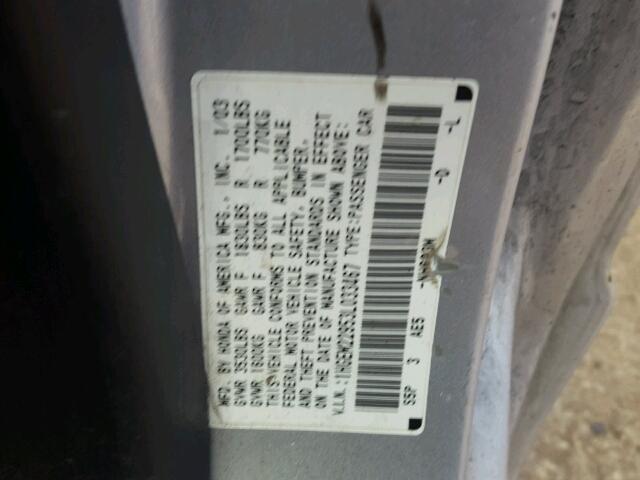 MFD. BY HONDA OF AMERICA MFG., INC. 1/03
GVWR 3530LBS GAWR F 1830LBS R 1700LBS
GVWR 1600KG GAWR F 830KG R 770KG
THIS VEHICLE CONFORMS TO ALL APPLICABLE
FEDERAL MOTOR VEHICLE SAFETY, BUMPER,
AND THEFT PREVENTION STANDARDS IN EFFECT
ON THE DATE OF MANUFACTURE SHOWN ABOVE.
V.I.N.: 1HGEM22953L033467 TYPE:PASSENGER CAR
SSP 3 AES -D -L